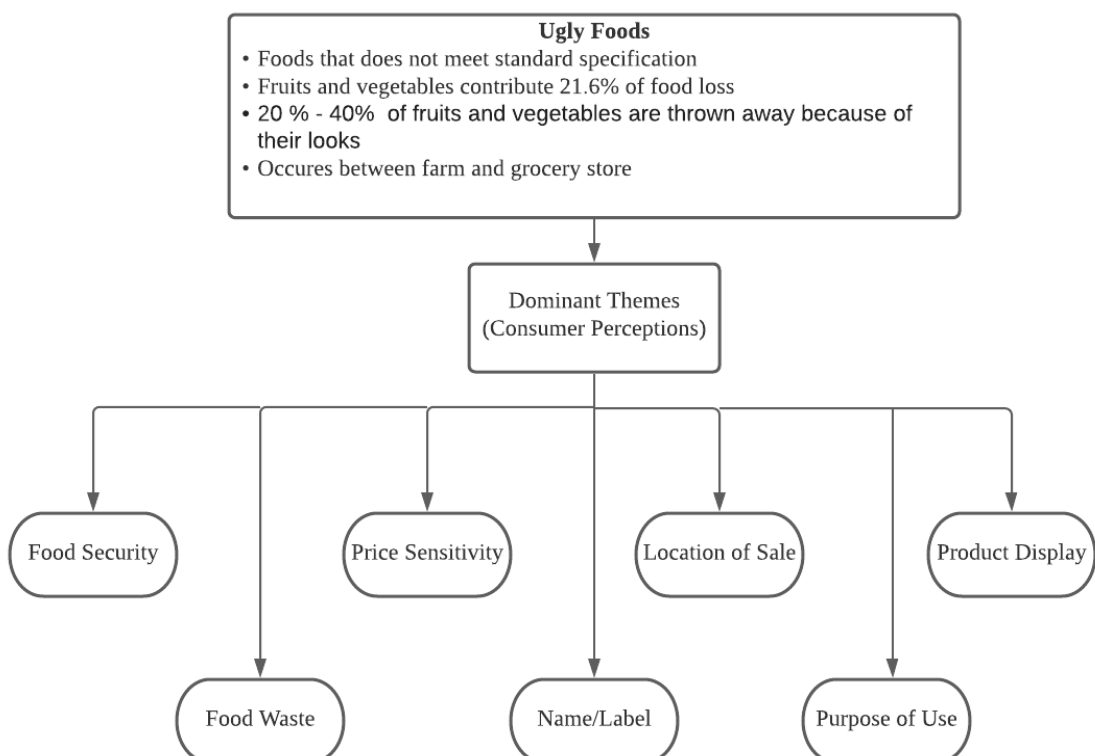 Ugly Foods
• Foods that does not meet standard specification
• Fruits and vegetables contribute 21.6% of food loss
• 20 % - 40% of fruits and vegetables are thrown away because of
their looks
• Occures between farm and grocery store
Dominant Themes
(Consumer Perceptions)
Food Security
Price Sensitivity
Location of Sale
Product Display
Food Waste
Name/Label
Purpose of Use